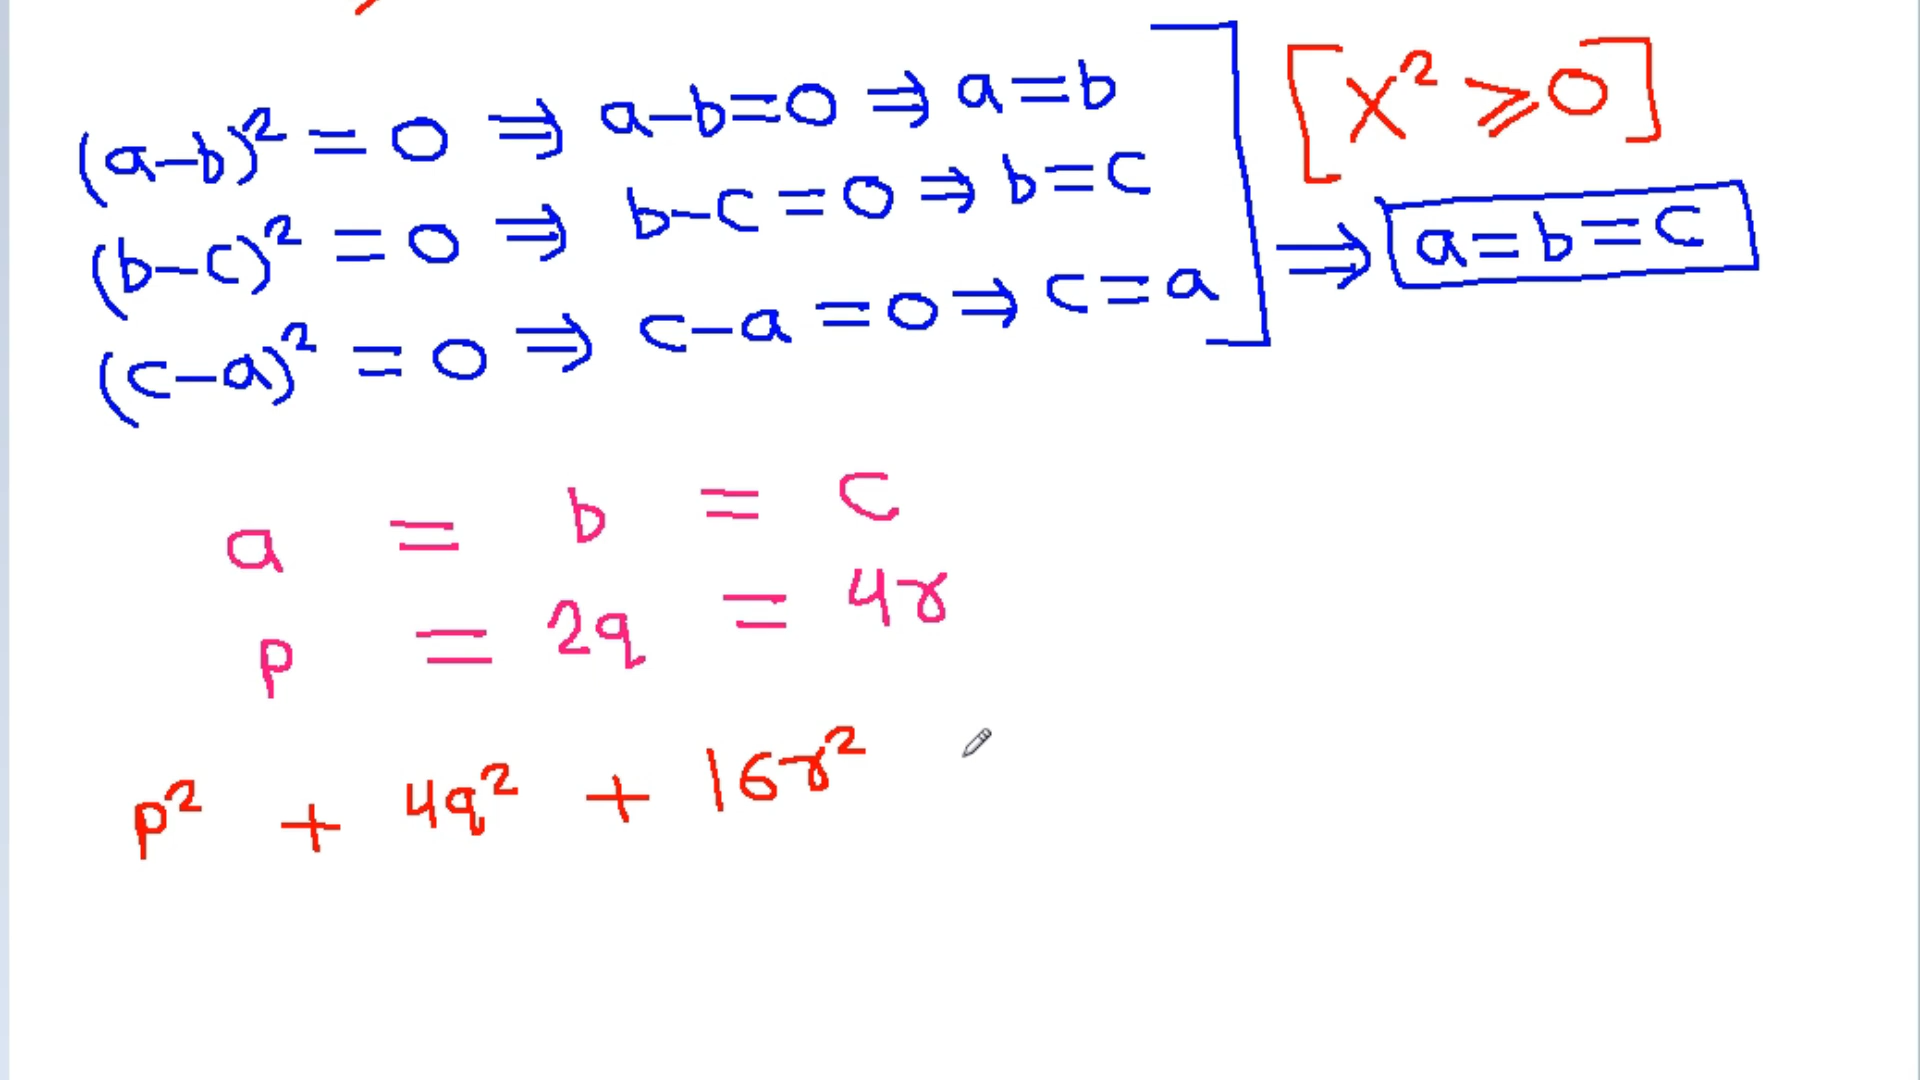 (a-b)² = 0 ⇒ a-b=0 ⇒ a=b
(b-c)² = 0 ⇒ b-c=0 ⇒ b=c
(c-a)² = 0 ⇒ c-a=0 ⇒ c=a
[x² ≥ 0]
⇒ a=b=c
a = b = c
p = 2q = 4r
p² + 4q² + 16r²